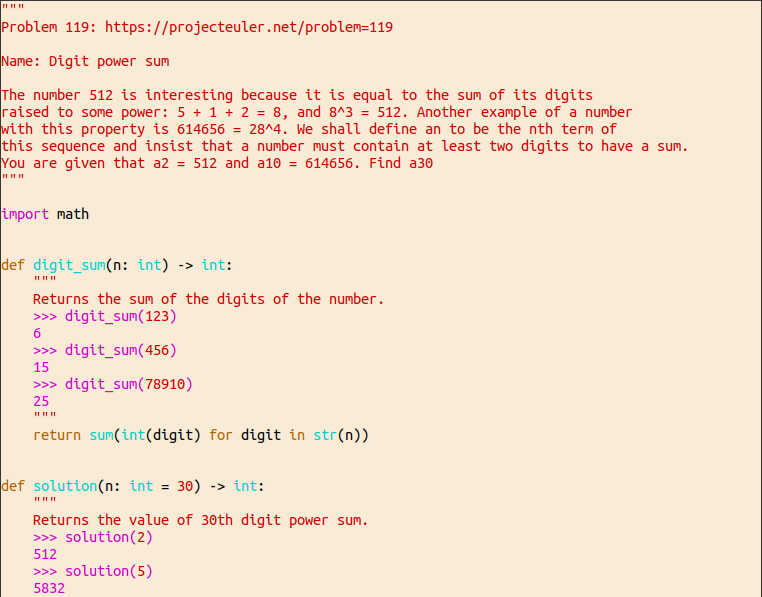 """
Problem 119: https://projecteuler.net/problem=119

Name: Digit power sum

The number 512 is interesting because it is equal to the sum of its digits
raised to some power: 5 + 1 + 2 = 8, and 8^3 = 512. Another example of a number
with this property is 614656 = 28^4. We shall define an to be the nth term of
this sequence and insist that a number must contain at least two digits to have a sum.
You are given that a2 = 512 and a10 = 614656. Find a30
"""

import math


def digit_sum(n: int) -> int:
    """
    Returns the sum of the digits of the number.
    >>> digit_sum(123)
    6
    >>> digit_sum(456)
    15
    >>> digit_sum(78910)
    25
    """
    return sum(int(digit) for digit in str(n))


def solution(n: int = 30) -> int:
    """
    Returns the value of 30th digit power sum.
    >>> solution(2)
    512
    >>> solution(5)
    5832